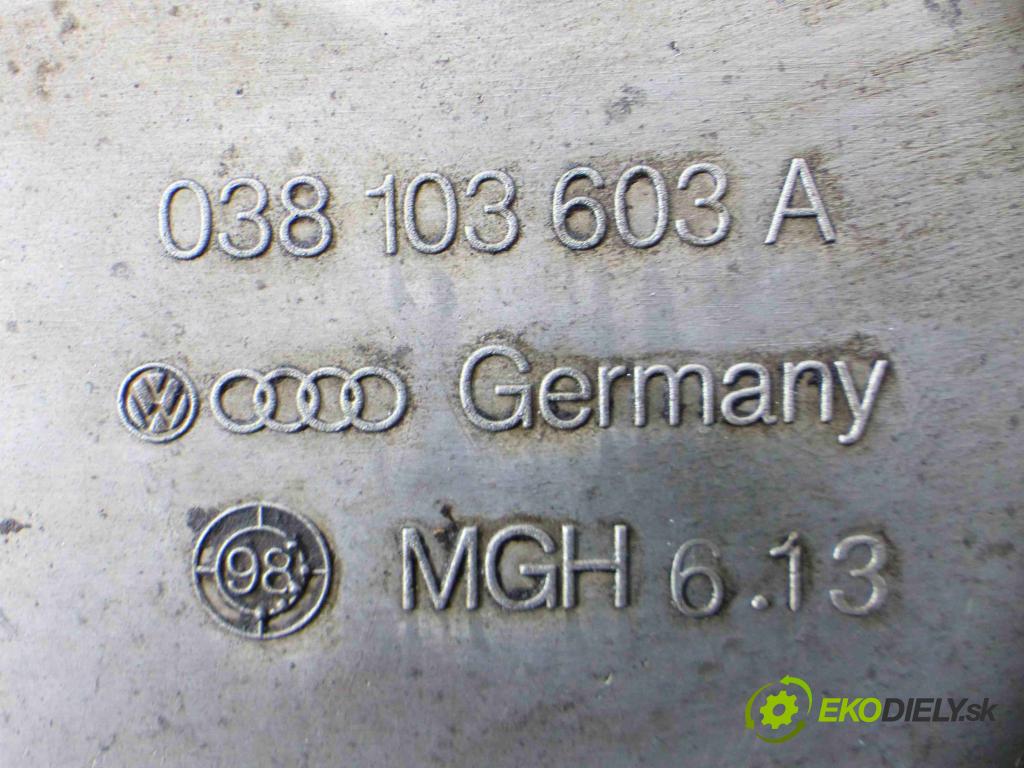 038 103 603 A
VW Germany
98 MGH 6.13
EKODIELY.sk